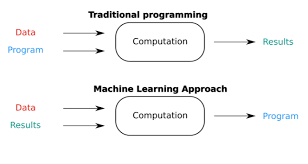 Traditional programming
Data
Program
Computation
Results
Machine Learning Approach
Data
Results
Computation
Program